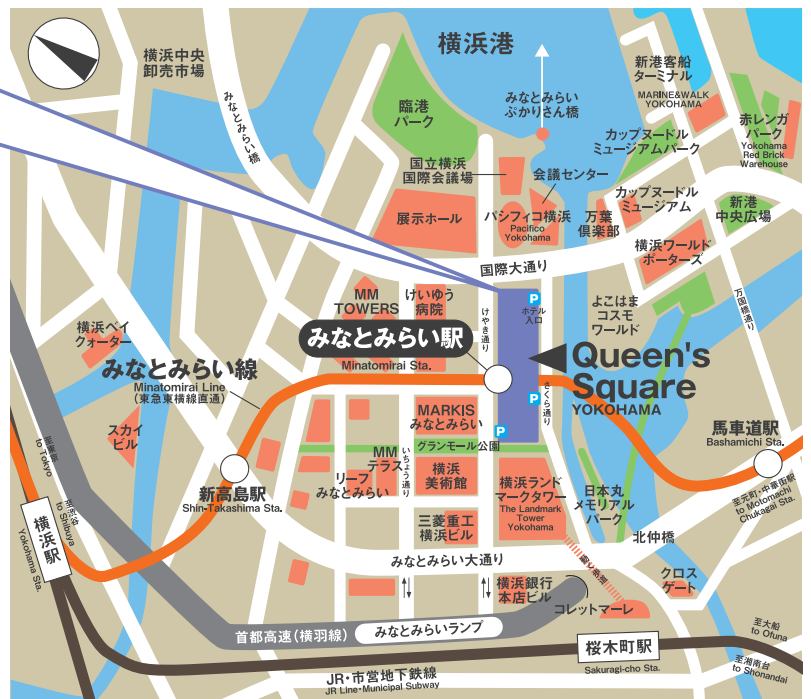 横浜中央
卸売市場
横浜港
新港客船
ターミナル
MARINE&WALK
YOKOHAMA
みなとみらい橋
臨港
パーク
みなとみらい
ぷかりさん橋
カップヌードル
ミュージアムパーク
赤レンガ
パーク
Yokohama
Red Brick
Warehouse
国立横浜
国際会議場
会議センター
カップヌードル
ミュージアム
展示ホール
パシフィコ横浜
Pacifico
Yokohama
万葉
倶楽部
新港
中央広場
横浜ワールド
ポーターズ
国際大通り
万国橋通り
MM
TOWERS
けいゆう
病院
けやき通り
P
ホテル
入口
よこはま
コスモ
ワールド
横浜ベイ
クォーター
みなとみらい駅
Minatomirai Sta.
Queen's
Square
YOKOHAMA
みなとみらい線
Minatomirai Line
(東急東横線直通)
さくら通り
P
P
MARKIS
みなとみらい
グランモール公園
馬車道駅
Bashamichi Sta.
スカイ
ビル
至東京
to Tokyo
MM
テラス
いちょう通り
リーフ
みなとみらい
横浜
美術館
横浜ランド
マークタワー
The Landmark
Tower
Yokohama
日本丸
メモリアル
パーク
新高島駅
Shin-Takashima Sta.
至元町・中華街駅
to Motomachi
Chukagai Sta.
至渋谷
to Shibuya
横浜駅
Yokohama Sta.
三菱重工
横浜ビル
北仲橋
みなとみらい大通り
動く歩道
クロス
ゲート
横浜銀行
本店ビル
コレットマーレ
首都高速(横羽線)
みなとみらいランプ
桜木町駅
Sakuragi-cho Sta.
至大船
to Ofuna
至湘南台
to Shonandai
JR・市営地下鉄線
JR Line・Municipal Subway